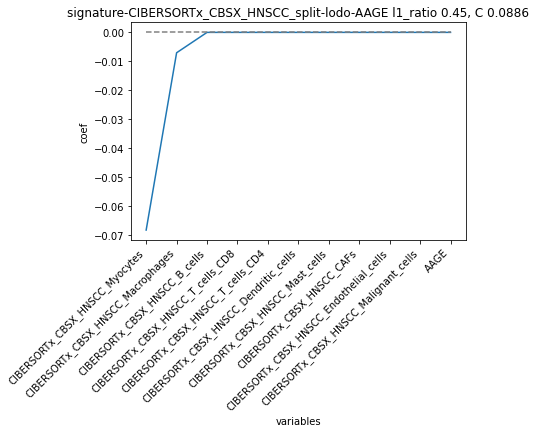 signature-CIBERSORTx_CBSX_HNSCC_split-lodo-AAGE l1_ratio 0.45, C 0.0886
0.00
-0.01
-0.02
-0.03
-0.04
-0.05
-0.06
-0.07
coef
CIBERSORTx_CBSX_HNSCC_Myocytes
CIBERSORTx_CBSX_HNSCC_Macrophages
CIBERSORTx_CBSX_HNSCC_B_cells
CIBERSORTx_CBSX_HNSCC_T_cells_CD8
CIBERSORTx_CBSX_HNSCC_T_cells_CD4
CIBERSORTx_CBSX_HNSCC_Dendritic_cells
CIBERSORTx_CBSX_HNSCC_Mast_cells
CIBERSORTx_CBSX_HNSCC_CAFs
CIBERSORTx_CBSX_HNSCC_Endothelial_cells
CIBERSORTx_CBSX_HNSCC_Malignant_cells
AAGE
variables